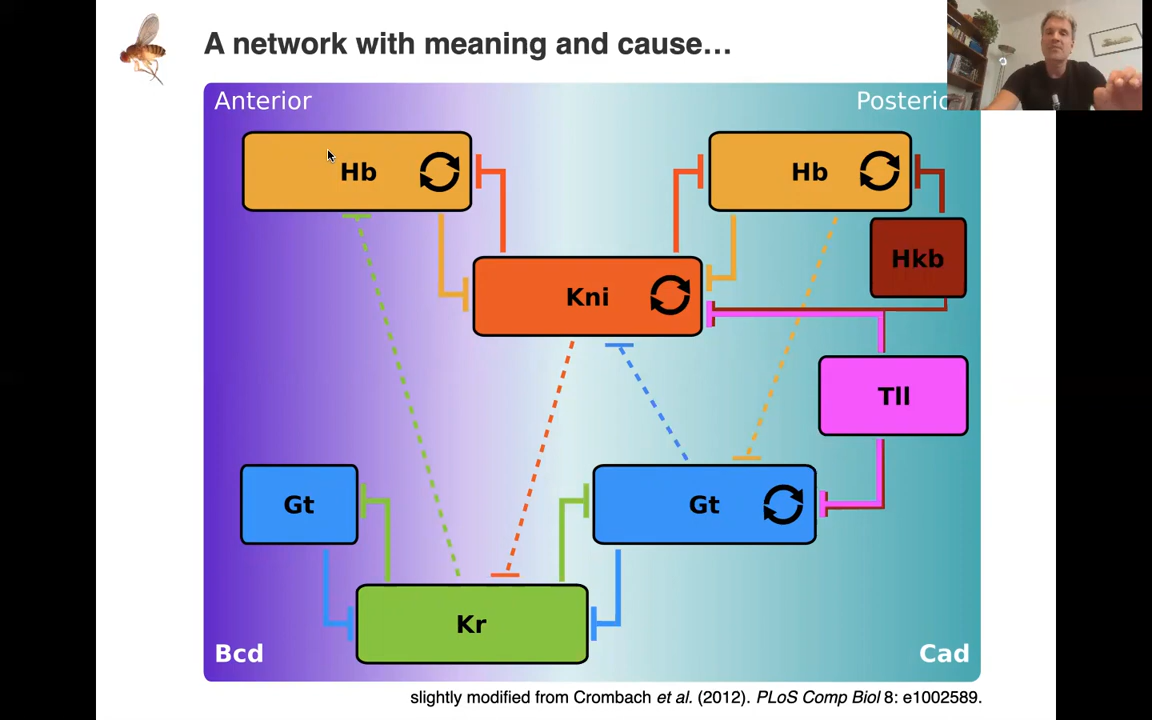 A network with meaning and cause…
Anterior
Posteric
Hb
Hb
Hkb
Kni
Tll
Gt
Gt
Kr
Bcd
Cad
slightly modified from Crombach et al. (2012). PLoS Comp Biol 8: e1002589.